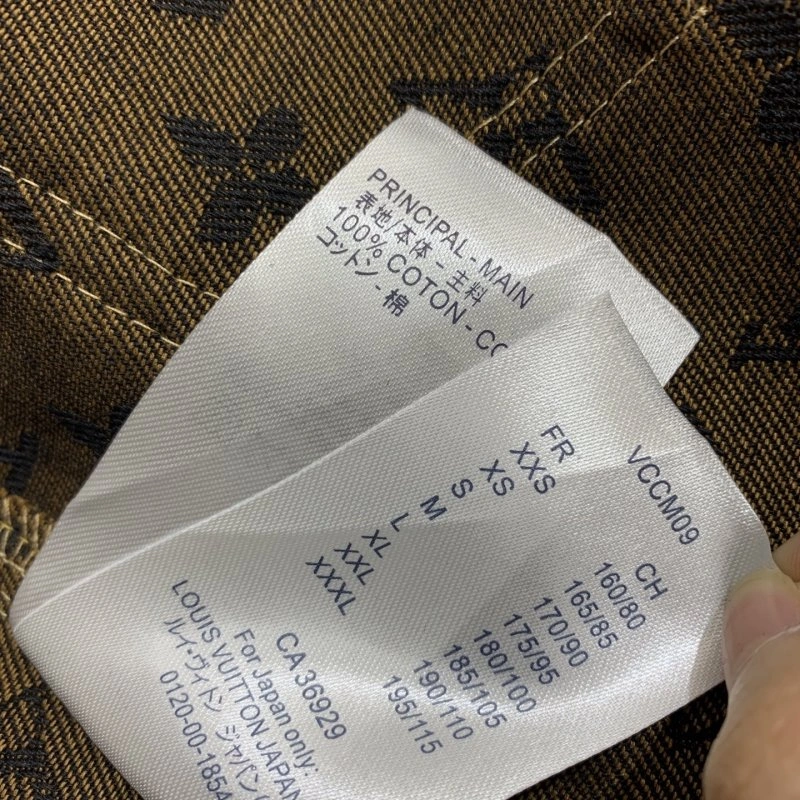 PRINCIPAL - MAIN
表地/本体 - 主料
100% COTON - CO
コットン - 棉
VCCM09
FR CH
XXS 160/80
XS 165/85
S 170/90
M 175/95
L 180/100
XL 185/105
XXL 190/110
XXXL 195/115
CA 36929
For Japan only:
LOUIS VUITTON JAPAN
ルイ・ヴィトン ジャパン
0120-00-1854